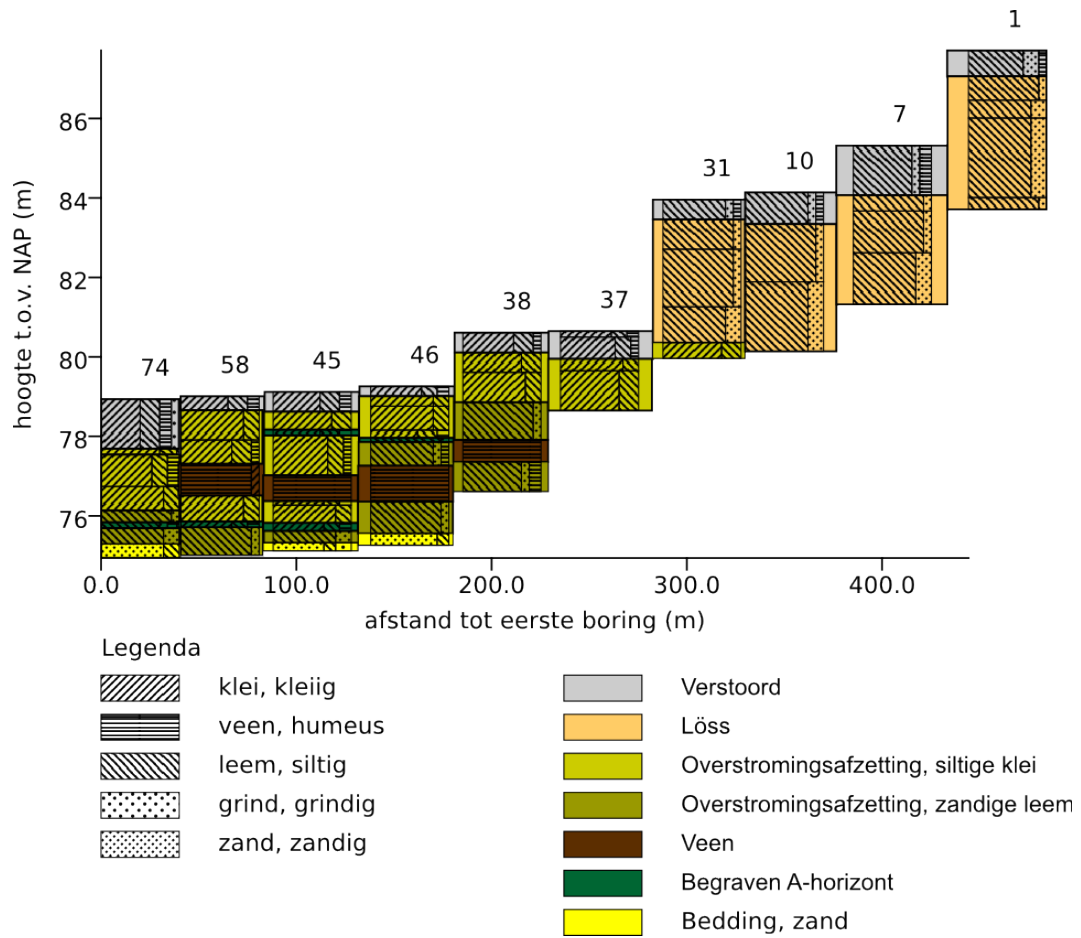 1
7
10
31
37
38
46
45
58
74
hoogte t.o.v. NAP (m)
86
84
82
80
78
76
0.0 100.0 200.0 300.0 400.0
afstand tot eerste boring (m)
Legenda
klei, kleiig
veen, humeus
leem, siltig
grind, grindig
zand, zandig
Verstoord
Löss
Overstromingsafzetting, siltige klei
Overstromingsafzetting, zandige leem
Veen
Begraven A-horizont
Bedding, zand